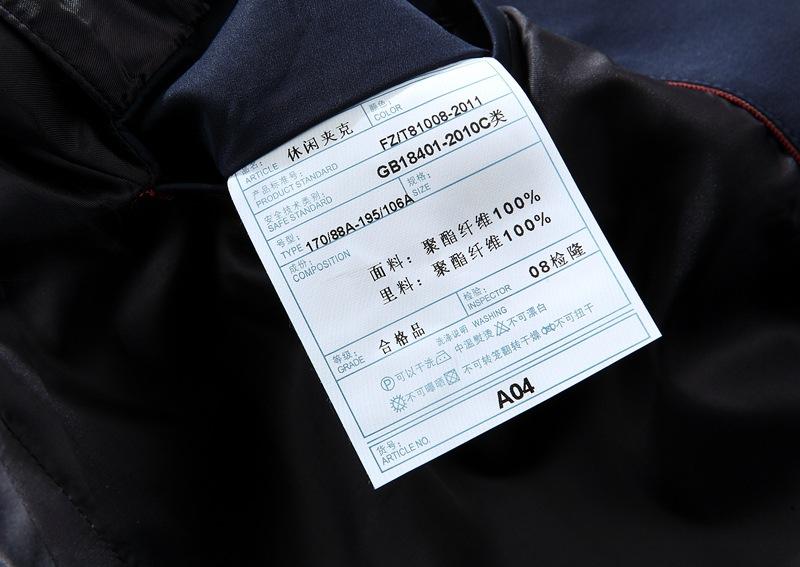 品名: 休闲夹克 颜色:
ARTICLE COLOR
产品标准号: FZ/T81008-2011
PRODUCT STANDARD
安全技术类别: GB18401-2010C类
SAFE STANDARD
号型: 170/88A-195/106A 规格:
TYPE SIZE
成份:
COMPOSITION
面料: 聚酯纤维100%
里料: 聚酯纤维100%
等级: 合格品 检验: 08检隆
GRADE INSPECTOR
洗涤说明 WASHING
P可以干洗 中温熨烫 不可漂白
不可曝晒 不可转笼翻转干燥 不可扭干
货号: A04
ARTICLE NO.